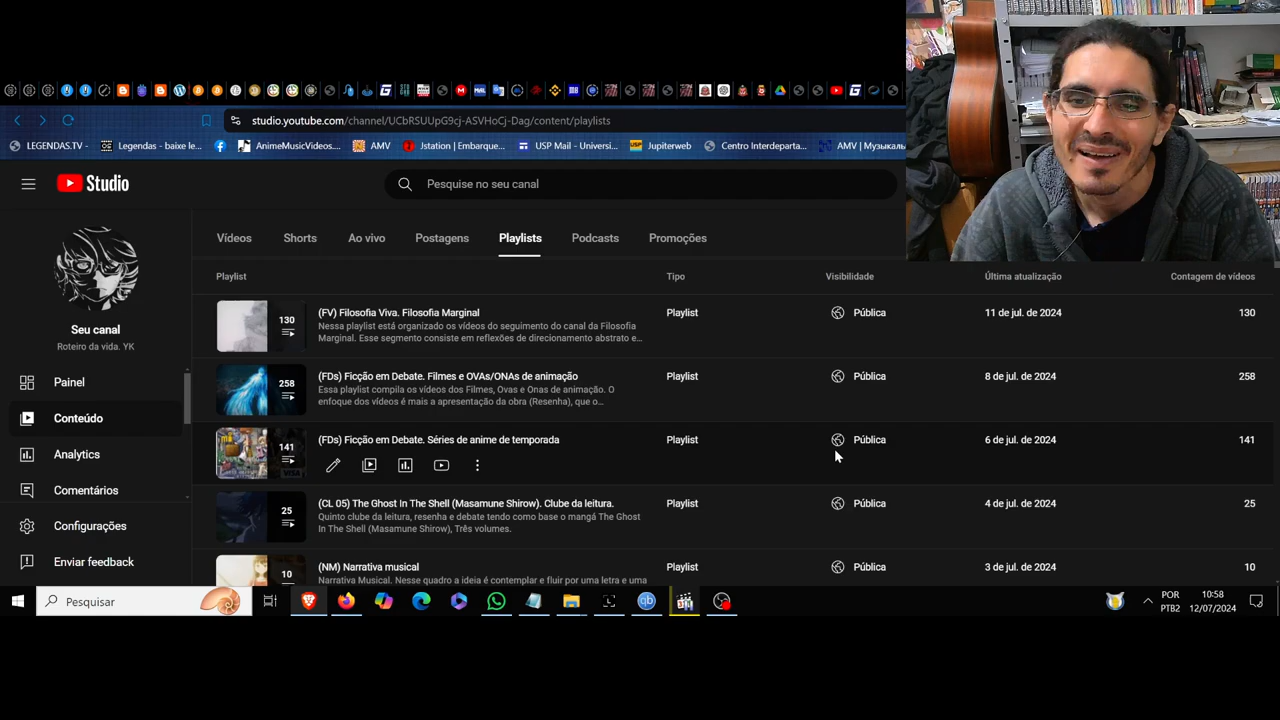 studio.youtube.com/channel/UCbRSUUpG9cj-ASVHoCj-Dag/content/playlists
LEGENDAS.TV - Legendas - baixe le... AnimeMusicVideos.... AMV Jstation | Embarque... USP Mail - Universi... Jupiterweb Centro Interdeparta... AMV | Музыкаль
Studio
Pesquise no seu canal
Vídeos Shorts Ao vivo Postagens Playlists Podcasts Promoções
Playlist Tipo Visibilidade Última atualização Contagem de vídeos
Seu canal
Roteiro da vida. YK
Painel
Conteúdo
Analytics
Comentários
Configurações
Enviar feedback
130
(FV) Filosofia Viva. Filosofia Marginal Playlist Pública 11 de jul. de 2024 130
Nessa playlist está organizado os vídeos do seguimento do canal da Filosofia
Marginal. Esse segmento consiste em reflexões de direcionamento abstrato e...
258
(FDs) Ficção em Debate. Filmes e OVAs/ONAs de animação Playlist Pública 8 de jul. de 2024 258
Essa playlist compila os vídeos dos Filmes, Ovas e Onas de animação. O
enfoque dos vídeos é mais a apresentação da obra (Resenha), que o...
141
(FDs) Ficção em Debate. Séries de anime de temporada Playlist Pública 6 de jul. de 2024 141
25
(CL 05) The Ghost In The Shell (Masamune Shirow). Clube da leitura. Playlist Pública 4 de jul. de 2024 25
Quinto clube da leitura, resenha e debate tendo como base o mangá The Ghost
In The Shell (Masamune Shirow), Três volumes.
10
(NM) Narrativa musical Playlist Pública 3 de jul. de 2024 10
Narrativa Musical. Nesse quadro a ideia é contemplar e fluir por uma letra e uma
Pesquisar
POR
PTB2
10:58
12/07/2024